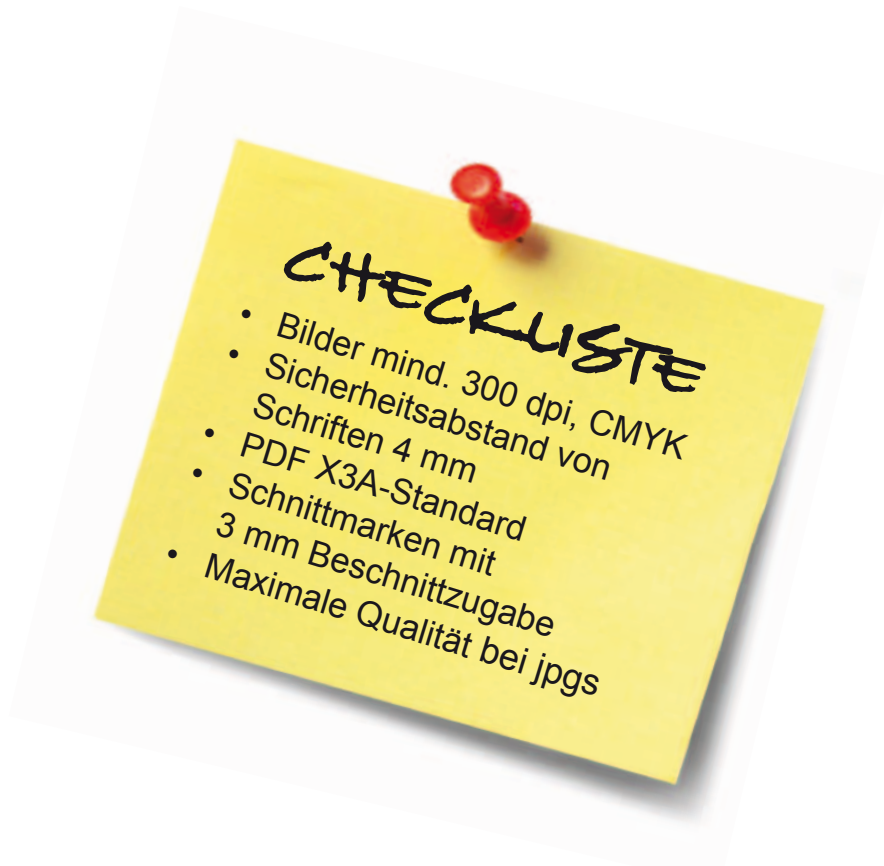 CHECKLISTE
• Bilder mind. 300 dpi, CMYK
• Sicherheitsabstand von
Schriften 4 mm
• PDF X3A-Standard
• Schnittmarken mit
3 mm Beschnittzugabe
• Maximale Qualität bei jpgs